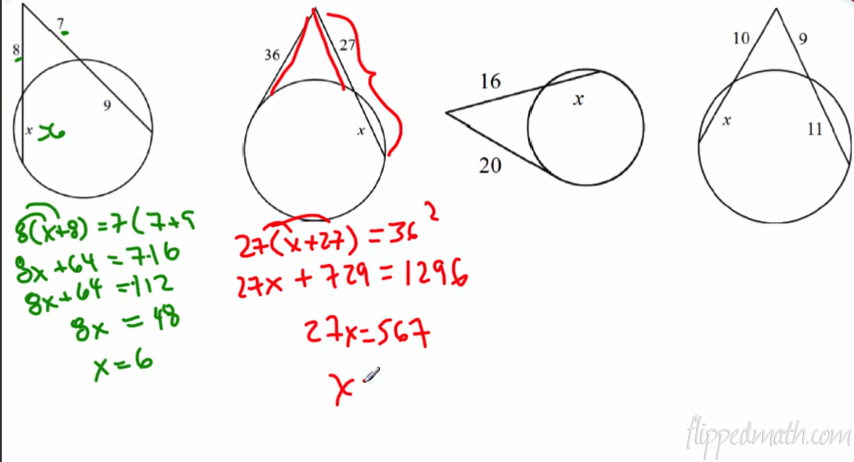 7
8
9
x x
36
27
x
16
x
20
10
9
x
11
8(x+8)=7(7+9
8x+64=7·16
8x+64=112
8x=48
x=6
27(x+27)=36²
27x+729=1296
27x=567
x
flippedmath.com